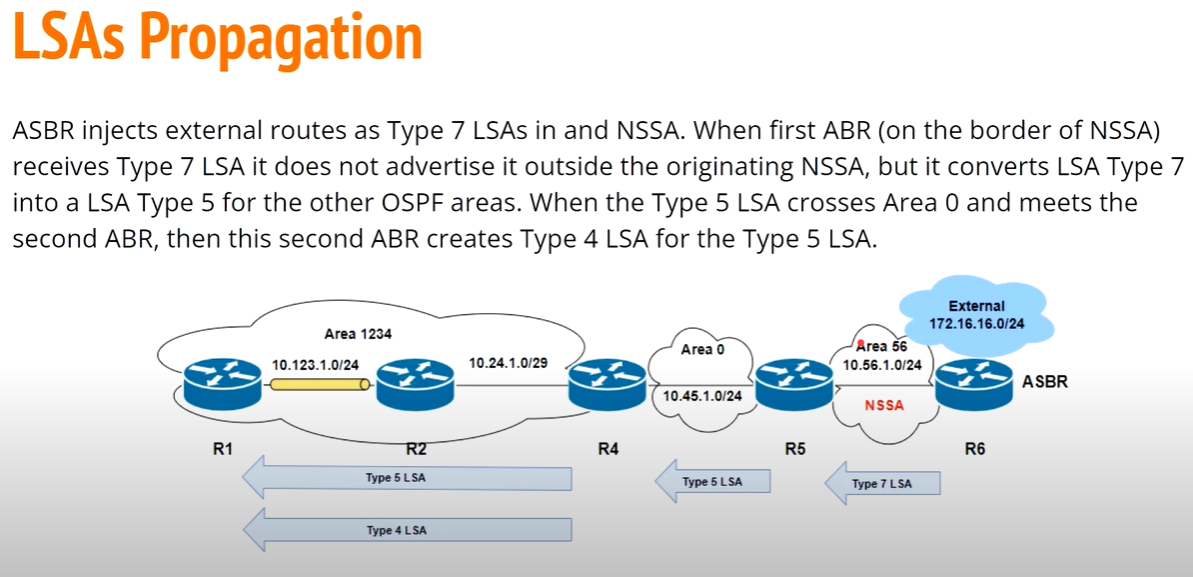 LSAs Propagation
ASBR injects external routes as Type 7 LSAs in and NSSA. When first ABR (on the border of NSSA)
receives Type 7 LSA it does not advertise it outside the originating NSSA, but it converts LSA Type 7
into a LSA Type 5 for the other OSPF areas. When the Type 5 LSA crosses Area 0 and meets the
second ABR, then this second ABR creates Type 4 LSA for the Type 5 LSA.
External
172.16.16.0/24
Area 1234
Area 0
Area 56
10.123.1.0/24
10.24.1.0/29
10.56.1.0/24
10.45.1.0/24
ASBR
NSSA
R1
R2
R4
R5
R6
Type 5 LSA
Type 5 LSA
Type 7 LSA
Type 4 LSA